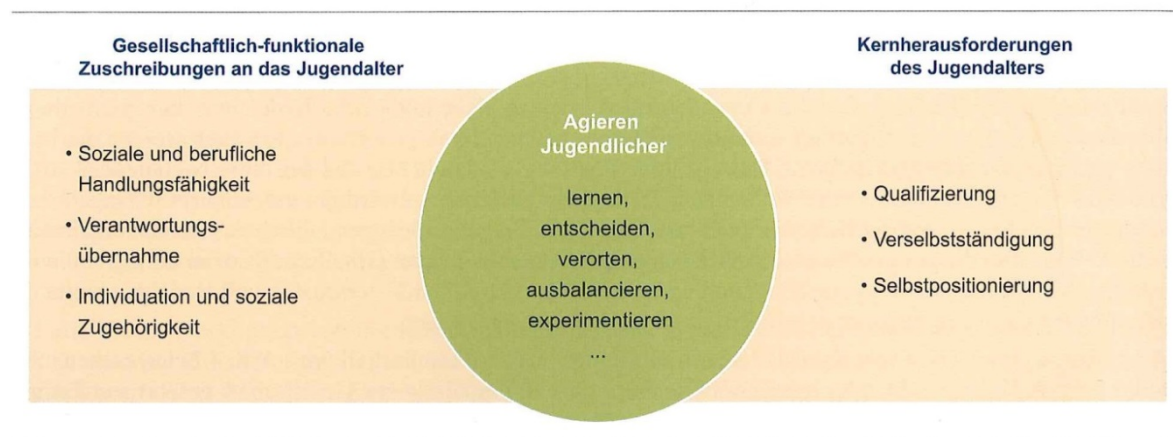 Gesellschaftlich-funktionale
Zuschreibungen an das Jugendalter
• Soziale und berufliche
Handlungsfähigkeit
• Verantwortungs-
übernahme
• Individuation und soziale
Zugehörigkeit
Agieren
Jugendlicher
lernen,
entscheiden,
verorten,
ausbalancieren,
experimentieren
...
Kernherausforderungen
des Jugendalters
• Qualifizierung
• Verselbstständigung
• Selbstpositionierung